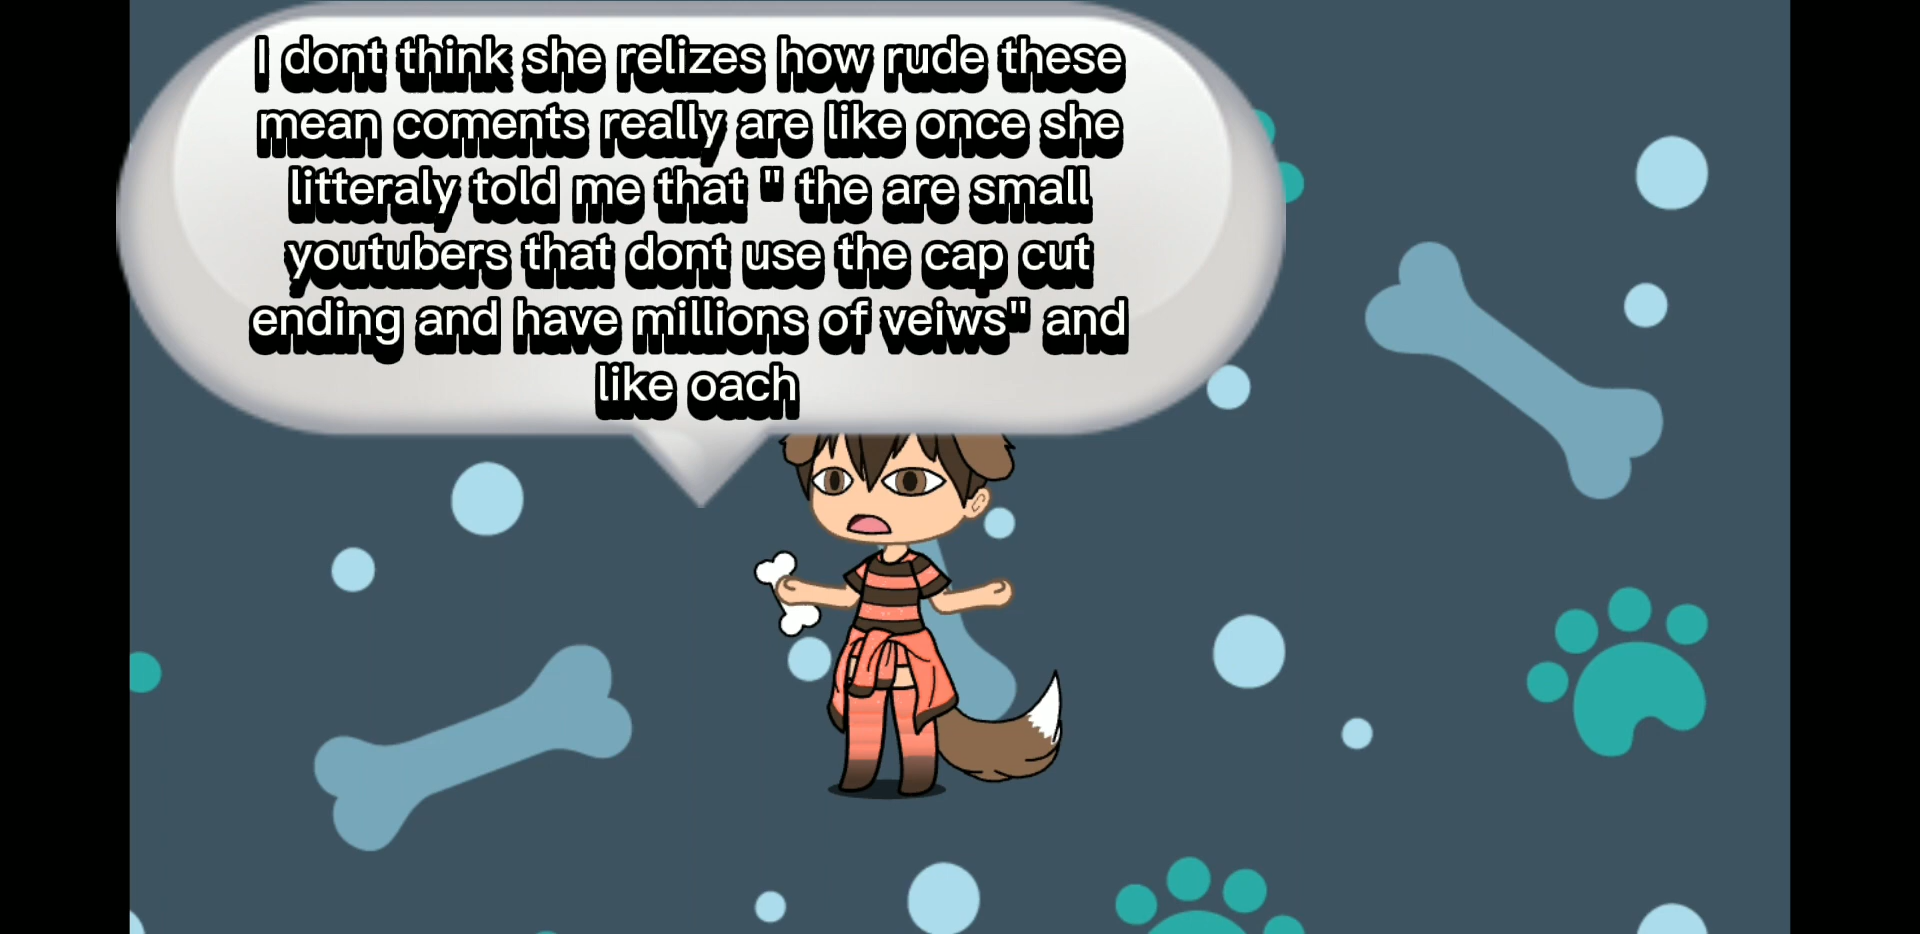 I dont think she relizes how rude these
mean coments really are like once she
litteraly told me that " the are small
youtubers that dont use the cap cut
ending and have millions of veiws" and
like oach